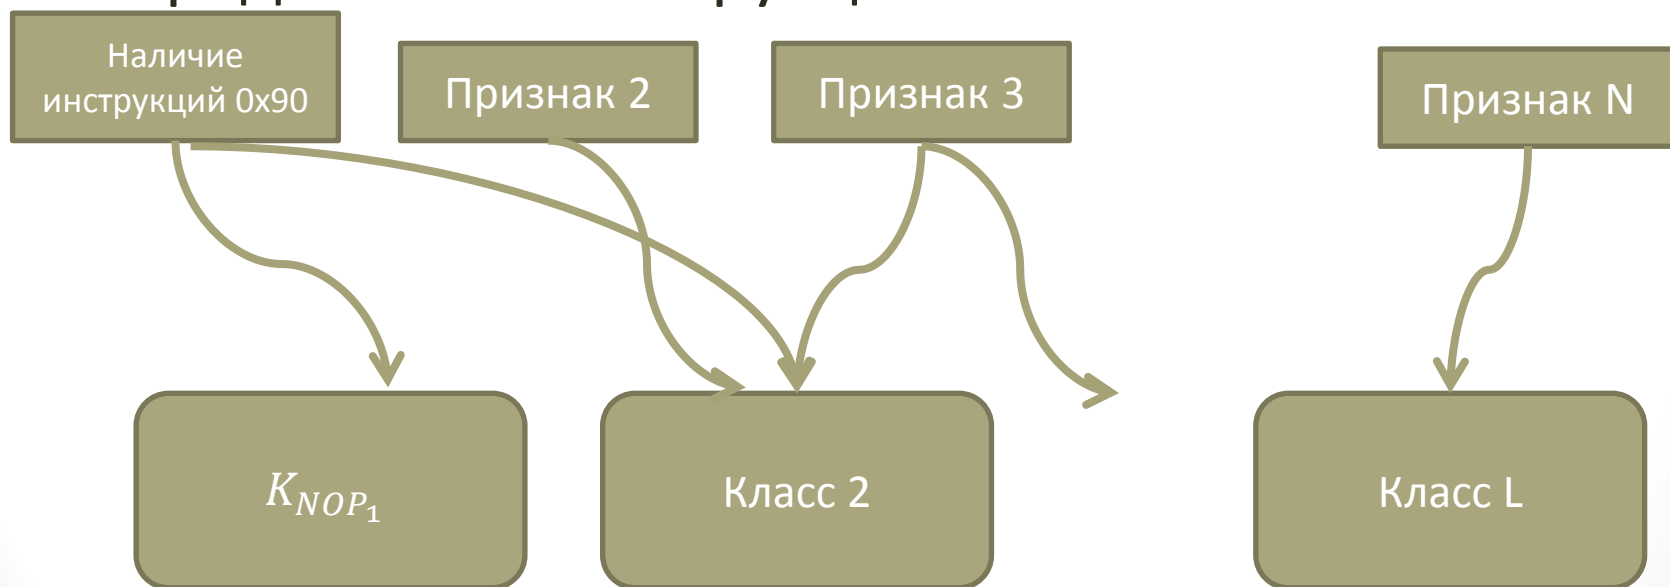 Наличие
инструкций 0x90
Признак 2
Признак 3
Признак N
K_{NOP_1}
Класс 2
Класс L